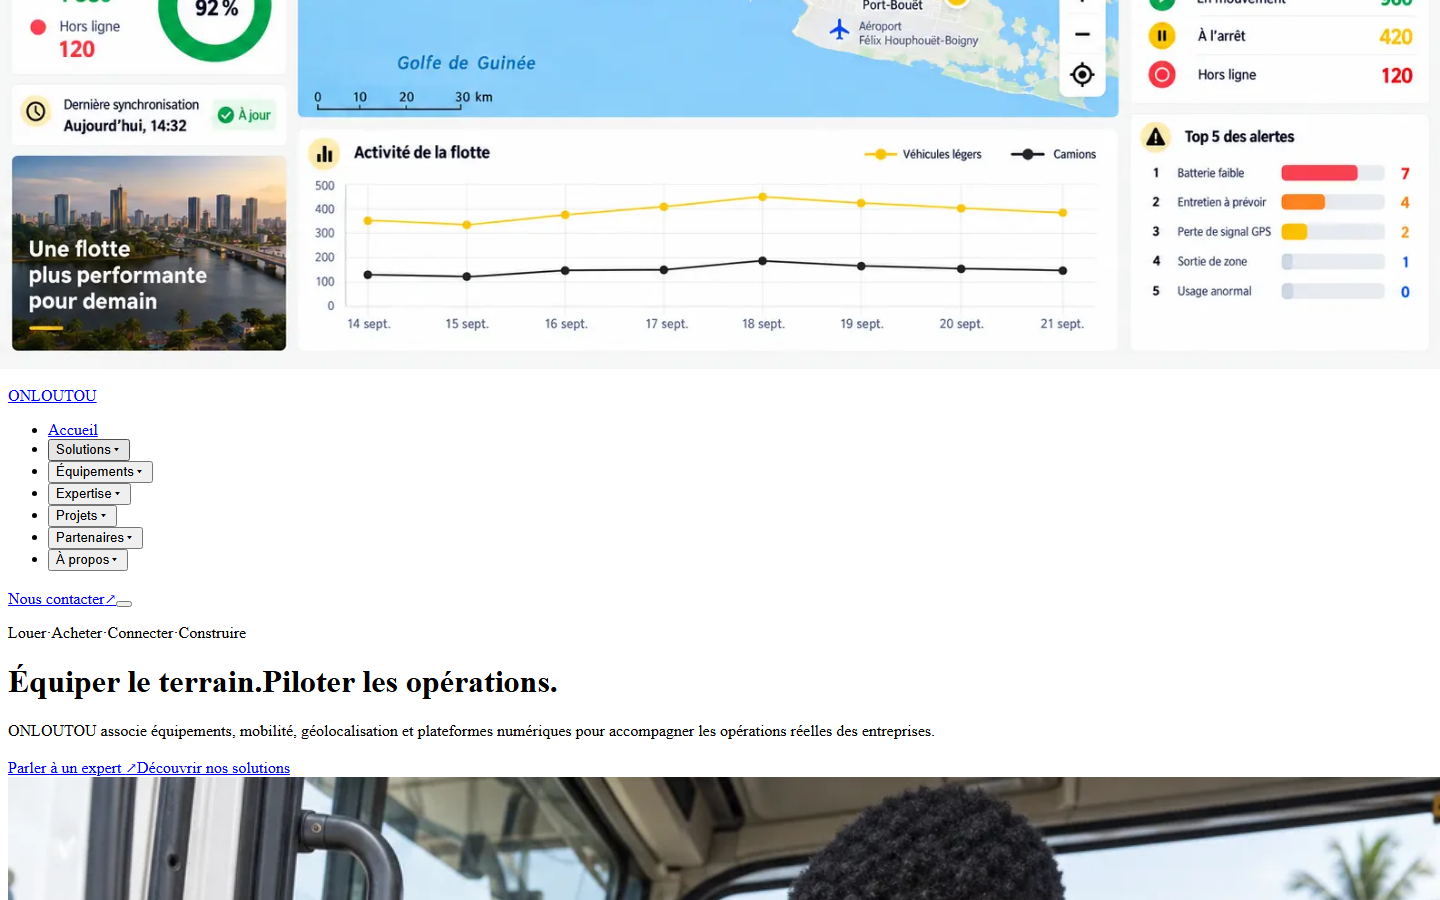 92%
Hors ligne
120
Dernière synchronisation
Aujourd'hui, 14:32
À jour
Une flotte
plus performante
pour demain
Port-Bouët
Aéroport
Félix Houphouët-Boigny
Golfe de Guinée
0 10 20 30 km
Activité de la flotte
Véhicules légers
Camions
500
400
300
200
100
0
14 sept. 15 sept. 16 sept. 17 sept. 18 sept. 19 sept. 20 sept. 21 sept.
À l'arrêt 420
Hors ligne 120
Top 5 des alertes
1 Batterie faible 7
2 Entretien à prévoir 4
3 Perte de signal GPS 2
4 Sortie de zone 1
5 Usage anormal 0
ONLOUTOU
Accueil
Solutions
Équipements
Expertise
Projets
Partenaires
À propos
Nous contacter↗
Louer·Acheter·Connecter·Construire
Équiper le terrain.Piloter les opérations.
ONLOUTOU associe équipements, mobilité, géolocalisation et plateformes numériques pour accompagner les opérations réelles des entreprises.
Parler à un expert ↗Découvrir nos solutions